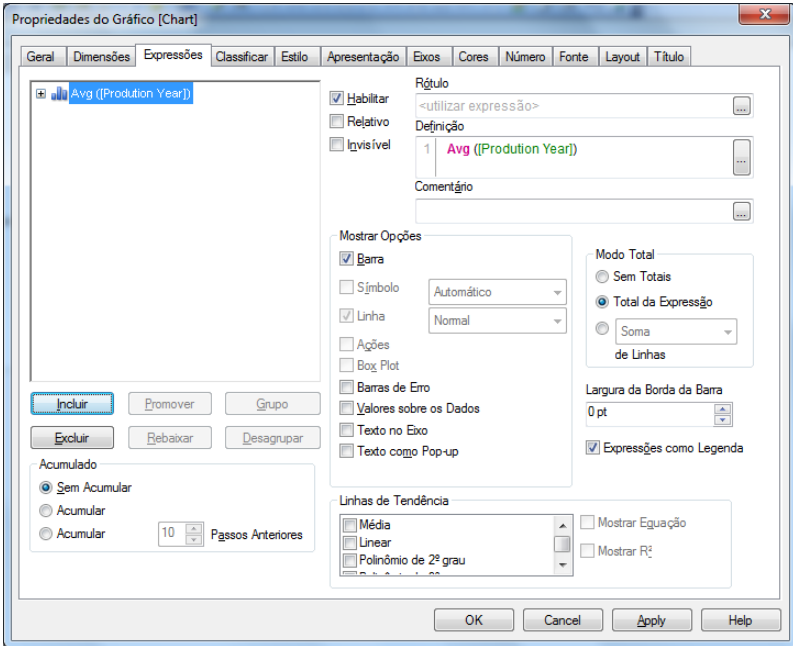 Propriedades do Gráfico [Chart]
Geral Dimensões Expressões Classificar Estilo Apresentação Eixos Cores Número Fonte Layout Título
Avg ([Prodution Year])
Habilitar
Relativo
Invisível
Rótulo
<utilizar expressão>
...
Definição
1 Avg ([Prodution Year])
...
Comentário
...
Mostrar Opções
Barra
Símbolo Automático
Linha Normal
Ações
Box Plot
Barras de Erro
Valores sobre os Dados
Texto no Eixo
Texto como Pop-up
Modo Total
Sem Totais
Total da Expressão
Soma
de Linhas
Largura da Borda da Barra
0 pt
Expressões como Legenda
Incluir Promover Grupo
Excluir Rebaixar Desagrupar
Acumulado
Sem Acumular
Acumular
Acumular 10 Passos Anteriores
Linhas de Tendência
Média
Linear
Polinômio de 2º grau
Mostrar Equação
Mostrar R²
OK Cancel Apply Help